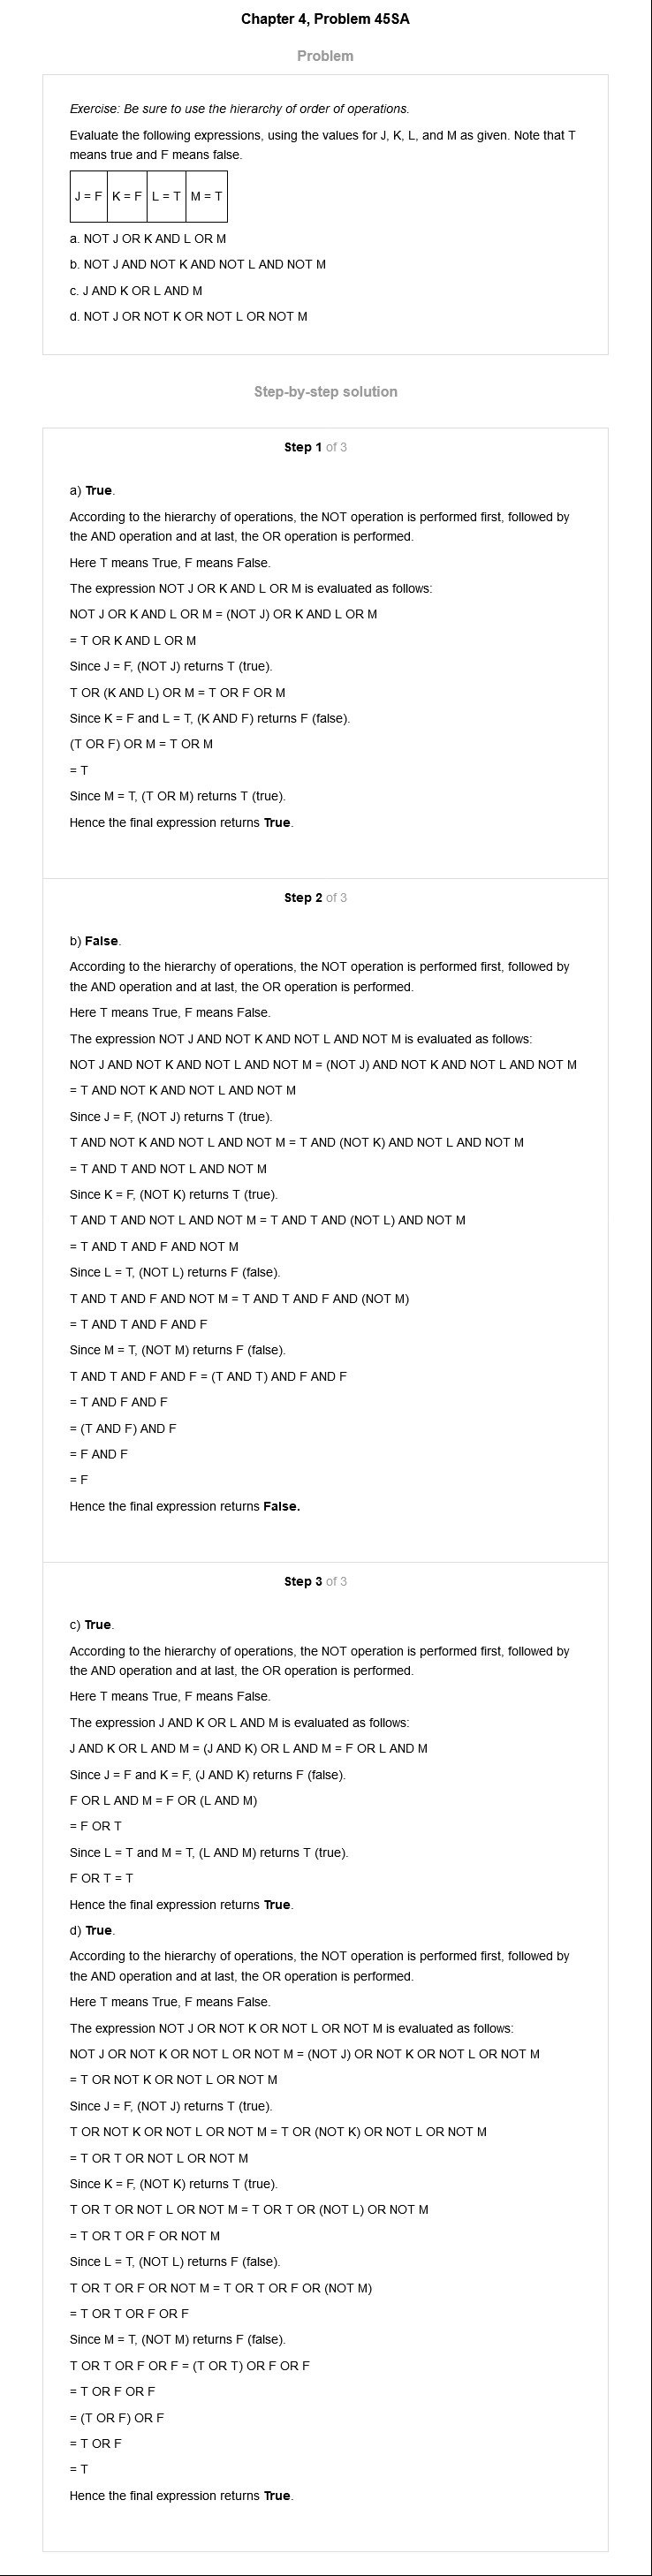 Chapter 4, Problem 45SA
Problem
Exercise: Be sure to use the hierarchy of order of operations.
Evaluate the following expressions, using the values for J, K, L, and M as given. Note that T
means true and F means false.
J = F K = F L = T M = T
a. NOT J OR K AND L OR M
b. NOT J AND NOT K AND NOT L AND NOT M
c. J AND K OR L AND M
d. NOT J OR NOT K OR NOT L OR NOT M
Step-by-step solution
Step 1 of 3
a) True.
According to the hierarchy of operations, the NOT operation is performed first, followed by
the AND operation and at last, the OR operation is performed.
Here T means True, F means False.
The expression NOT J OR K AND L OR M is evaluated as follows:
NOT J OR K AND L OR M = (NOT J) OR K AND L OR M
= T OR K AND L OR M
Since J = F, (NOT J) returns T (true).
T OR (K AND L) OR M = T OR F OR M
Since K = F and L = T, (K AND F) returns F (false).
(T OR F) OR M = T OR M
= T
Since M = T, (T OR M) returns T (true).
Hence the final expression returns True.
Step 2 of 3
b) False.
According to the hierarchy of operations, the NOT operation is performed first, followed by
the AND operation and at last, the OR operation is performed.
Here T means True, F means False.
The expression NOT J AND NOT K AND NOT L AND NOT M is evaluated as follows:
NOT J AND NOT K AND NOT L AND NOT M = (NOT J) AND NOT K AND NOT L AND NOT M
= T AND NOT K AND NOT L AND NOT M
Since J = F, (NOT J) returns T (true).
T AND NOT K AND NOT L AND NOT M = T AND (NOT K) AND NOT L AND NOT M
= T AND T AND NOT L AND NOT M
Since K = F, (NOT K) returns T (true).
T AND T AND NOT L AND NOT M = T AND T AND (NOT L) AND NOT M
= T AND T AND F AND NOT M
Since L = T, (NOT L) returns F (false).
T AND T AND F AND NOT M = T AND T AND F AND (NOT M)
= T AND T AND F AND F
Since M = T, (NOT M) returns F (false).
T AND T AND F AND F = (T AND T) AND F AND F
= T AND F AND F
= (T AND F) AND F
= F AND F
= F
Hence the final expression returns False.
Step 3 of 3
c) True.
According to the hierarchy of operations, the NOT operation is performed first, followed by
the AND operation and at last, the OR operation is performed.
Here T means True, F means False.
The expression J AND K OR L AND M is evaluated as follows:
J AND K OR L AND M = (J AND K) OR L AND M = F OR L AND M
Since J = F and K = F, (J AND K) returns F (false).
F OR L AND M = F OR (L AND M)
= F OR T
Since L = T and M = T, (L AND M) returns T (true).
F OR T = T
Hence the final expression returns True.
d) True.
According to the hierarchy of operations, the NOT operation is performed first, followed by
the AND operation and at last, the OR operation is performed.
Here T means True, F means False.
The expression NOT J OR NOT K OR NOT L OR NOT M is evaluated as follows:
NOT J OR NOT K OR NOT L OR NOT M = (NOT J) OR NOT K OR NOT L OR NOT M
= T OR NOT K OR NOT L OR NOT M
Since J = F, (NOT J) returns T (true).
T OR NOT K OR NOT L OR NOT M = T OR (NOT K) OR NOT L OR NOT M
= T OR T OR NOT L OR NOT M
Since K = F, (NOT K) returns T (true).
T OR T OR NOT L OR NOT M = T OR T OR (NOT L) OR NOT M
= T OR T OR F OR NOT M
Since L = T, (NOT L) returns F (false).
T OR T OR F OR NOT M = T OR T OR F OR (NOT M)
= T OR T OR F OR F
Since M = T, (NOT M) returns F (false).
T OR T OR F OR F = (T OR T) OR F OR F
= T OR F OR F
= (T OR F) OR F
= T OR F
= T
Hence the final expression returns True.